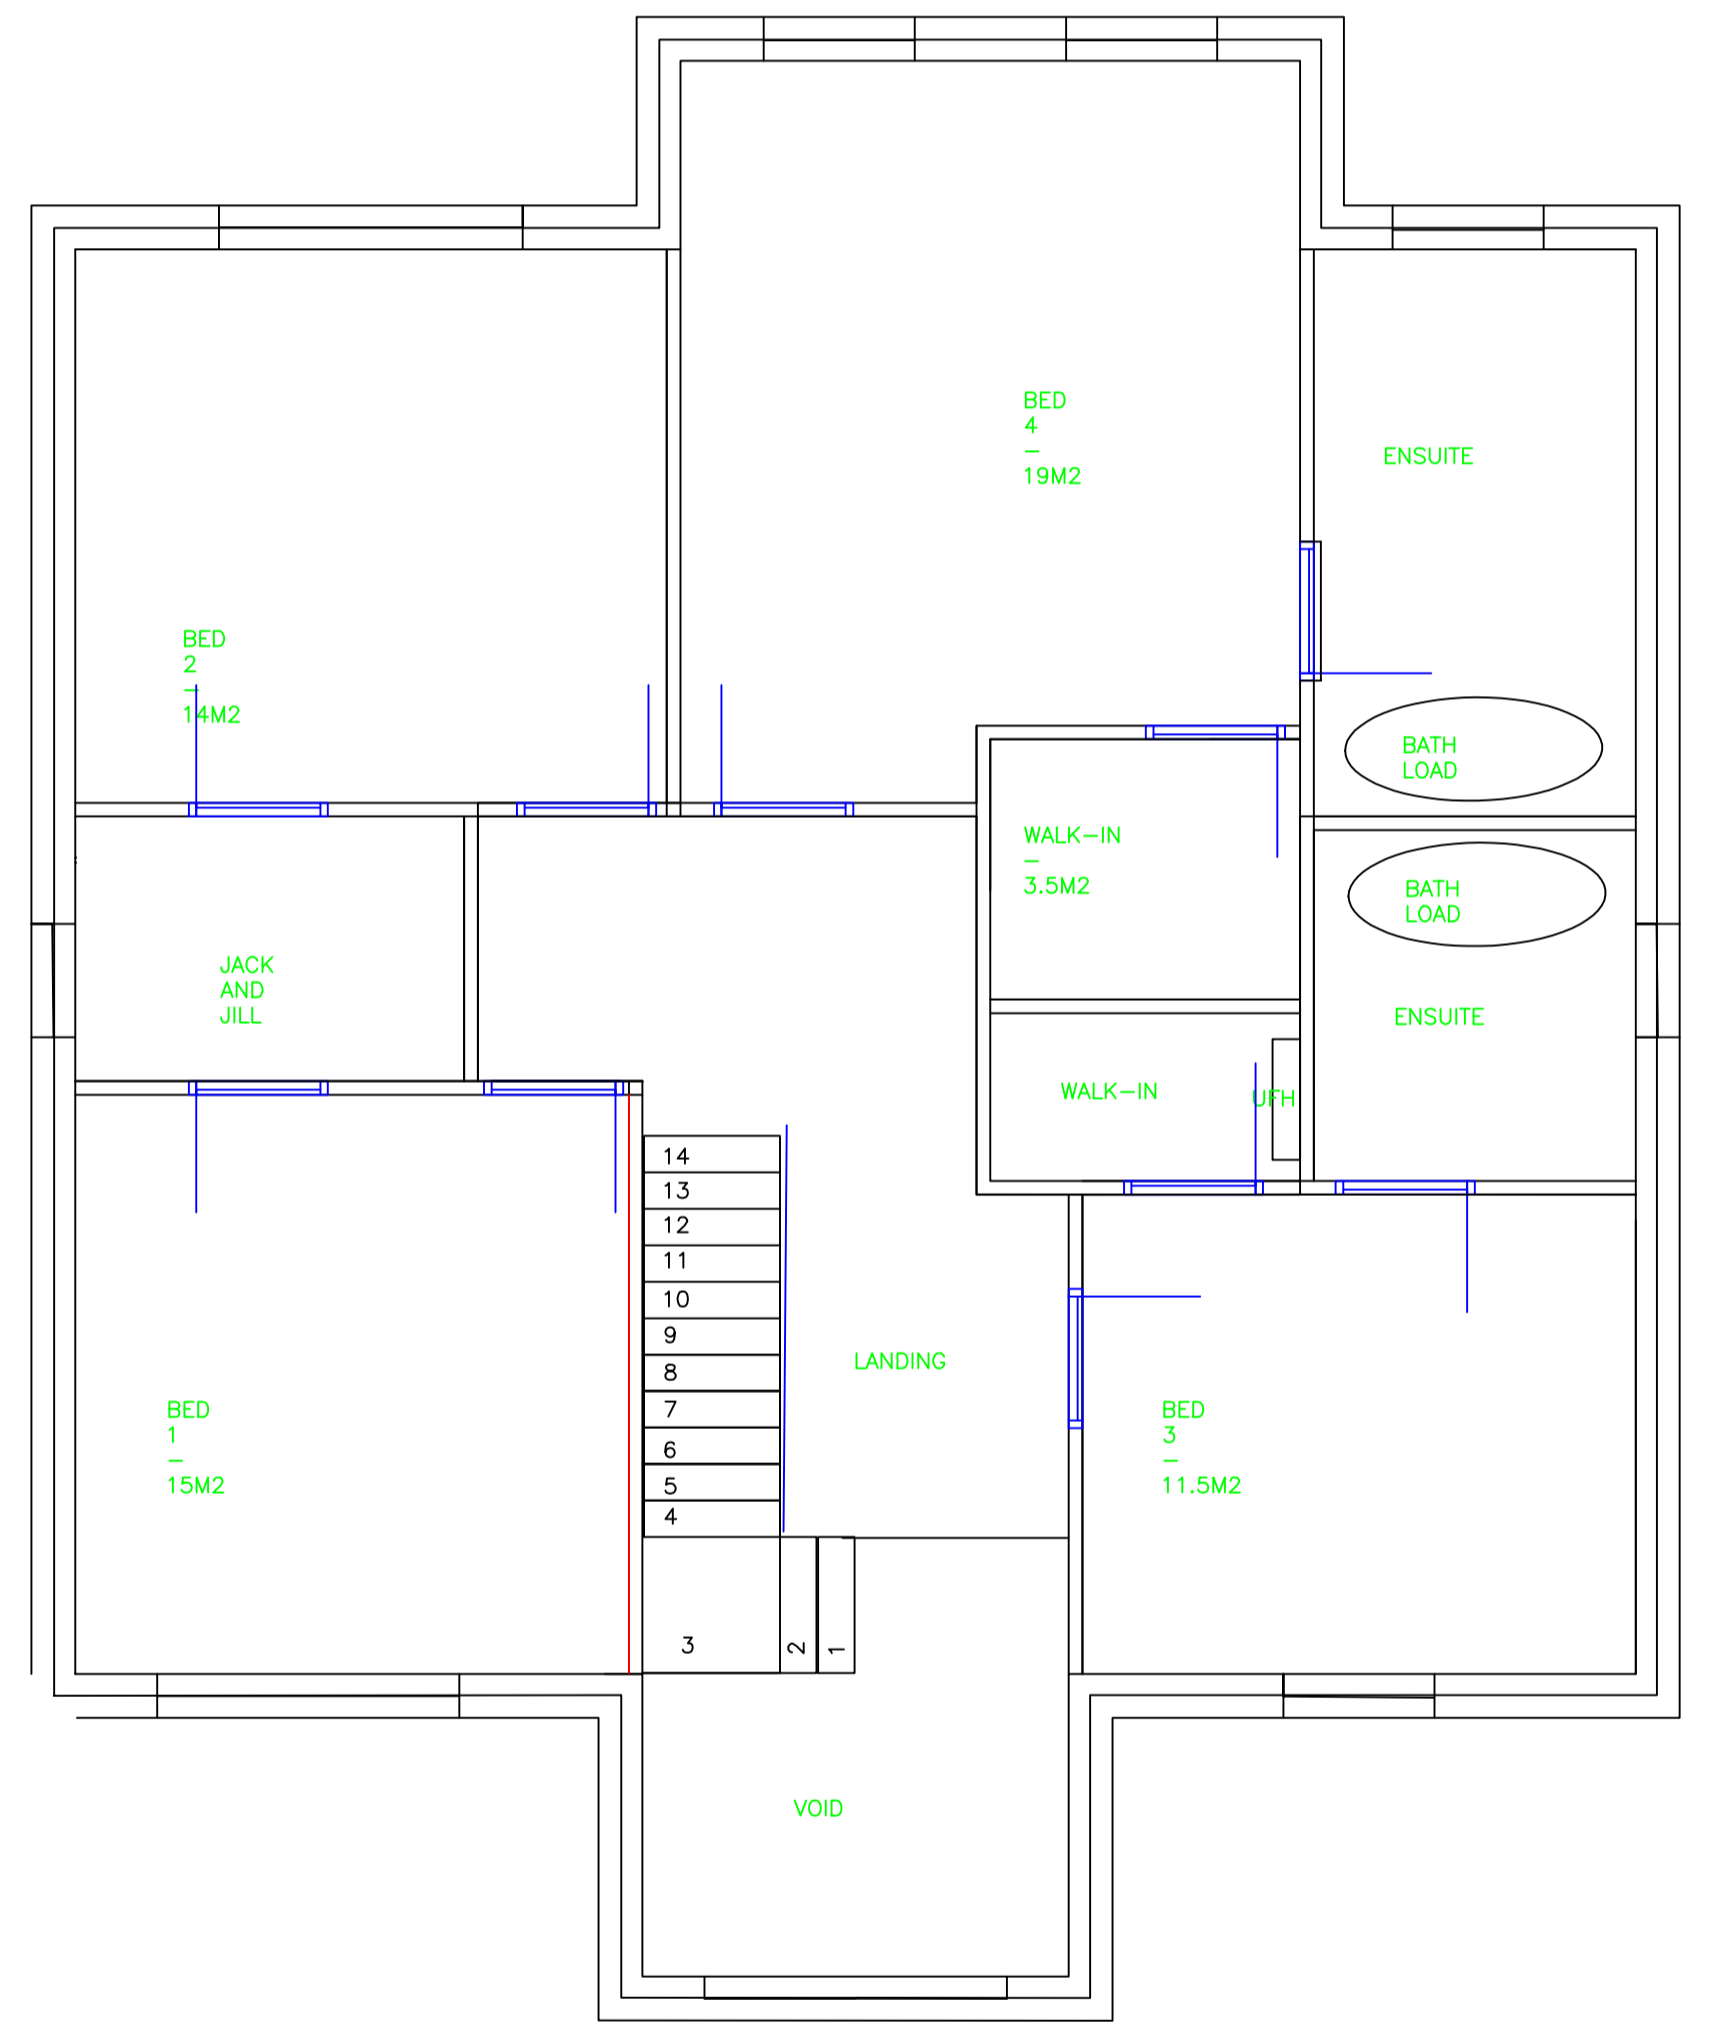 BED
4
-
19M2
ENSUITE
BED
2
-
14M2
BATH
LOAD
WALK-IN
-
3.5M2
BATH
LOAD
JACK
AND
JILL
ENSUITE
WALK-IN
UFH
14
13
12
11
10
9
8
7
6
5
4
3
2
1
LANDING
BED
1
-
15M2
BED
3
-
11.5M2
VOID